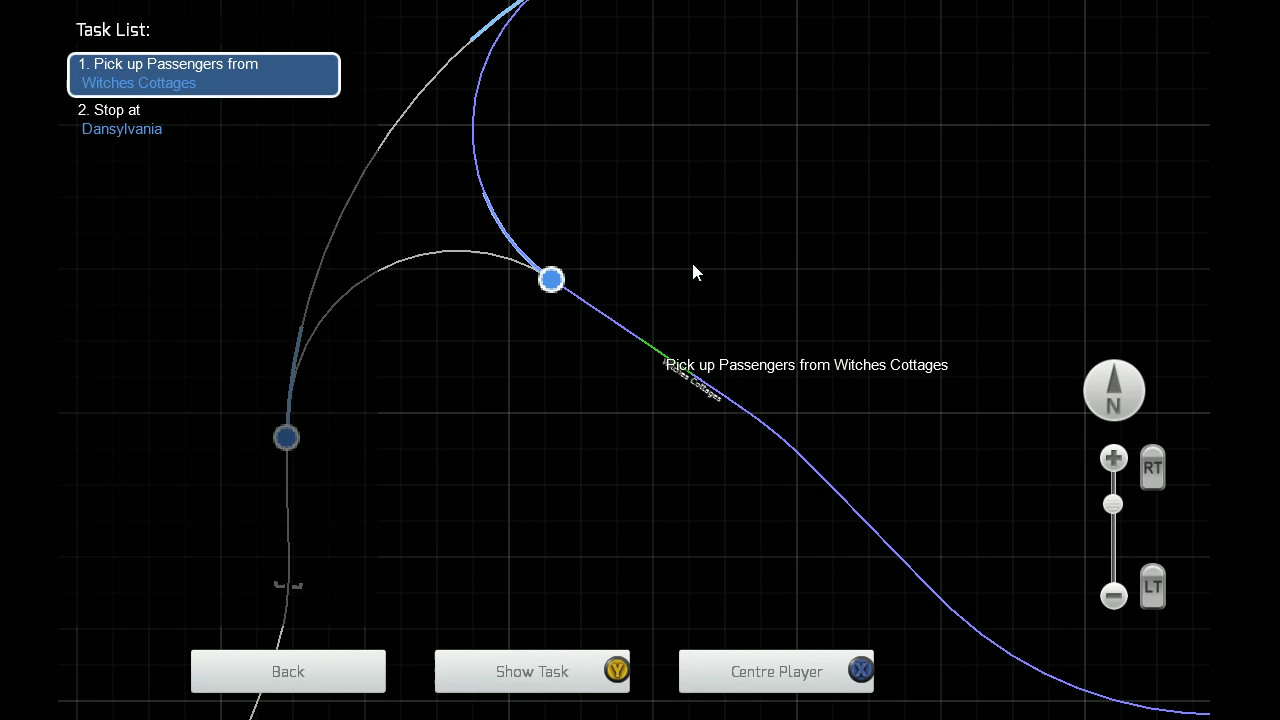 Task List:
1. Pick up Passengers from
Witches Cottages
2. Stop at
Dansylvania
Pick up Passengers from Witches Cottages
Cottages
N
RT
LT
Back
Show Task
Y
Centre Player
X